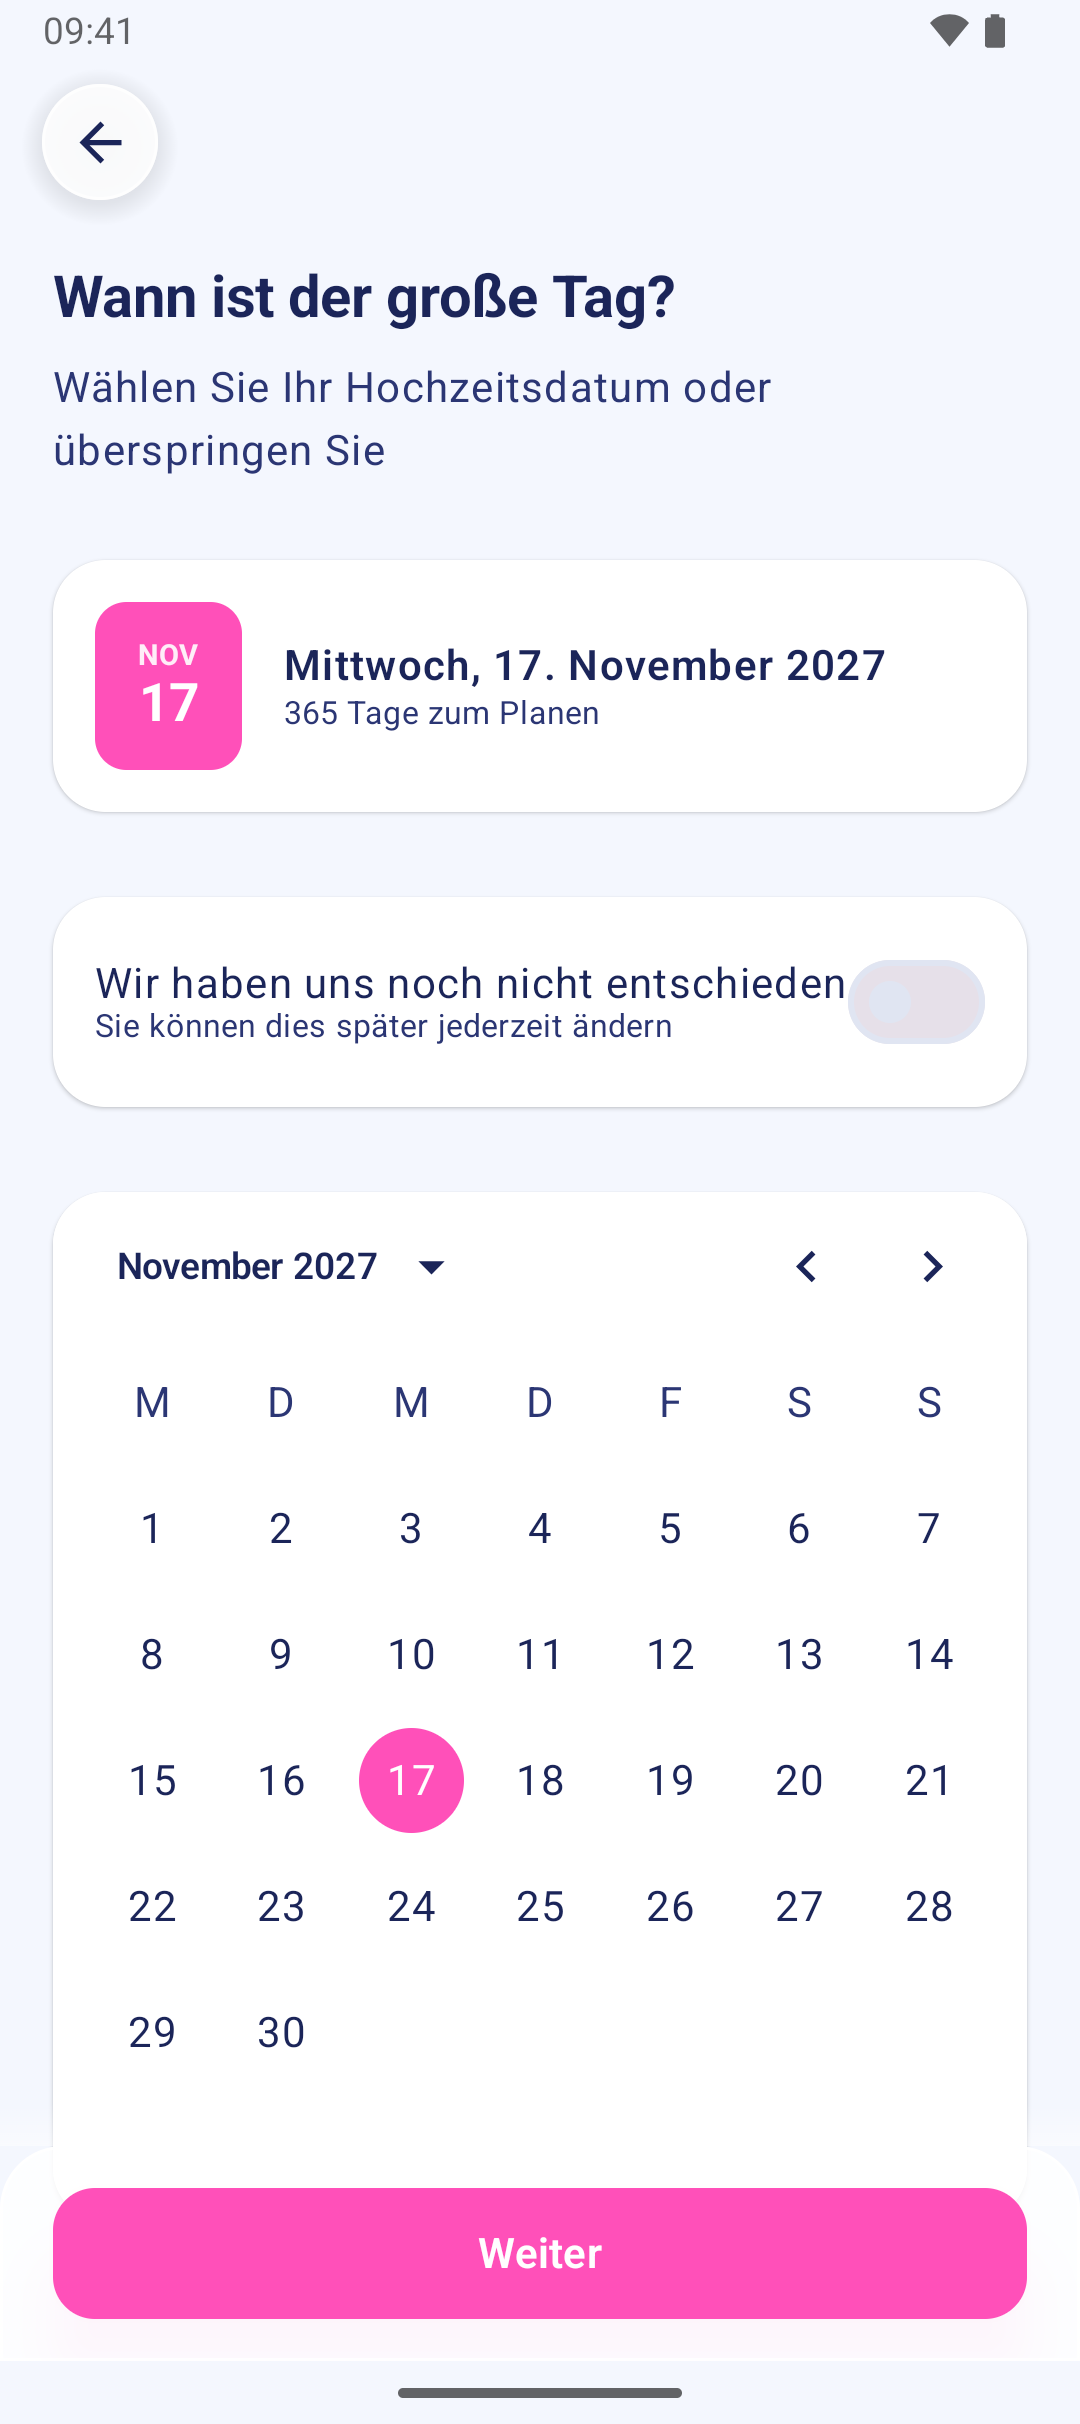 09:41
Wann ist der große Tag?
Wählen Sie Ihr Hochzeitsdatum oder
überspringen Sie
NOV
17
Mittwoch, 17. November 2027
365 Tage zum Planen
Wir haben uns noch nicht entschieden
Sie können dies später jederzeit ändern
November 2027
M D M D F S S
1 2 3 4 5 6 7
8 9 10 11 12 13 14
15 16 17 18 19 20 21
22 23 24 25 26 27 28
29 30
Weiter